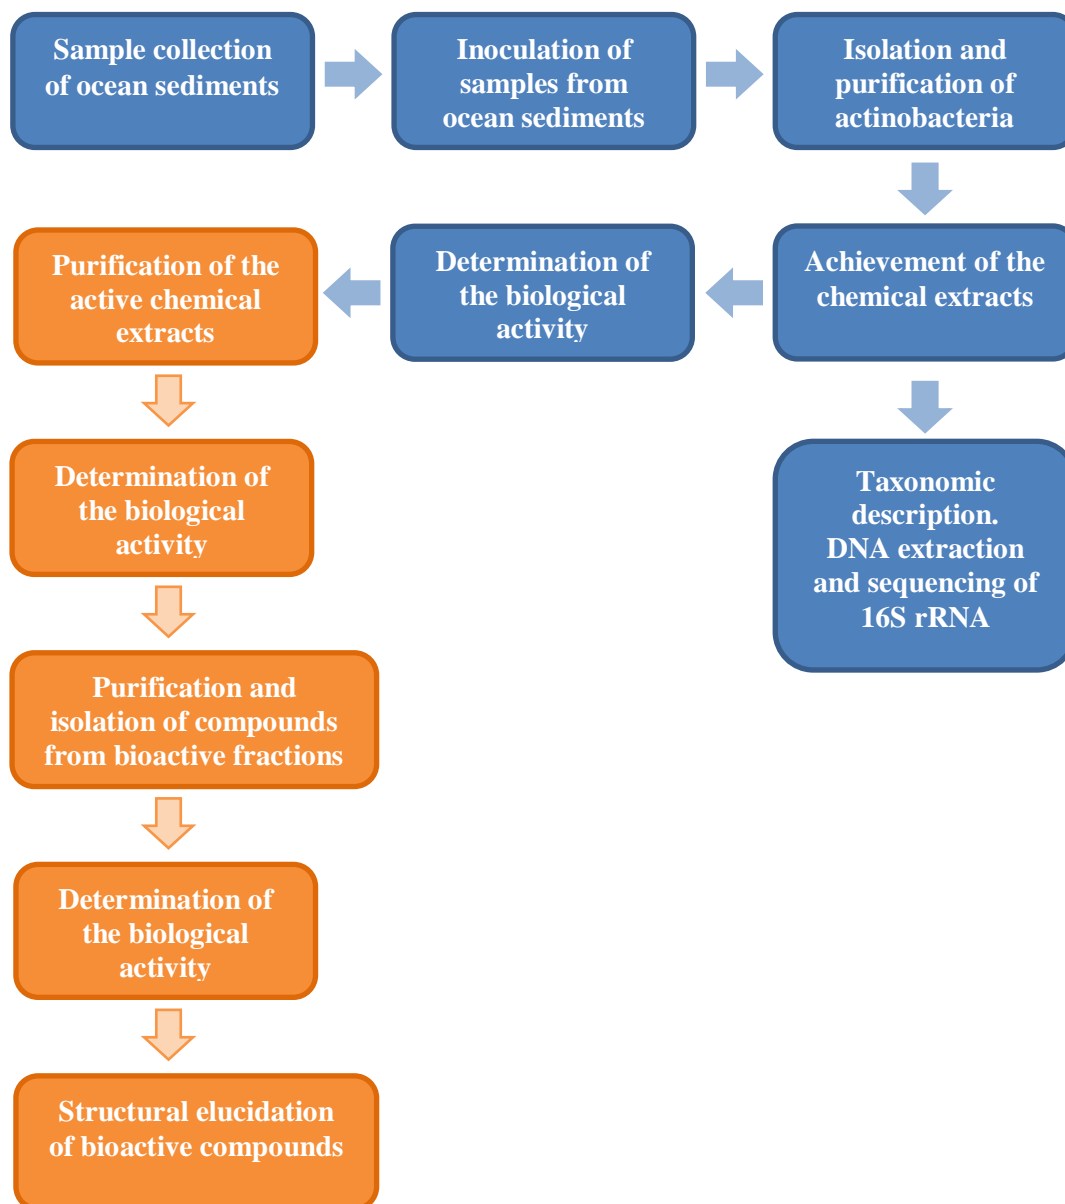 Sample collection
of ocean sediments
Inoculation of
samples from
ocean sediments
Isolation and
purification of
actinobacteria
Achievement of the
chemical extracts
Determination of
the biological
activity
Purification of the
active chemical
extracts
Taxonomic
description.
DNA extraction
and sequencing of
16S rRNA
Determination of
the biological
activity
Purification and
isolation of compounds
from bioactive fractions
Determination of
the biological
activity
Structural elucidation
of bioactive compounds